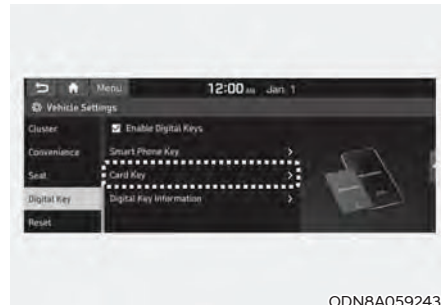 Menu 12:00 AM Jan. 1
Vehicle Settings
Cluster
Enable Digital Keys
Convenience
Smart Phone Key
Seat
Card Key
Digital Key
Digital Key Information
Reset
ODN8A059243